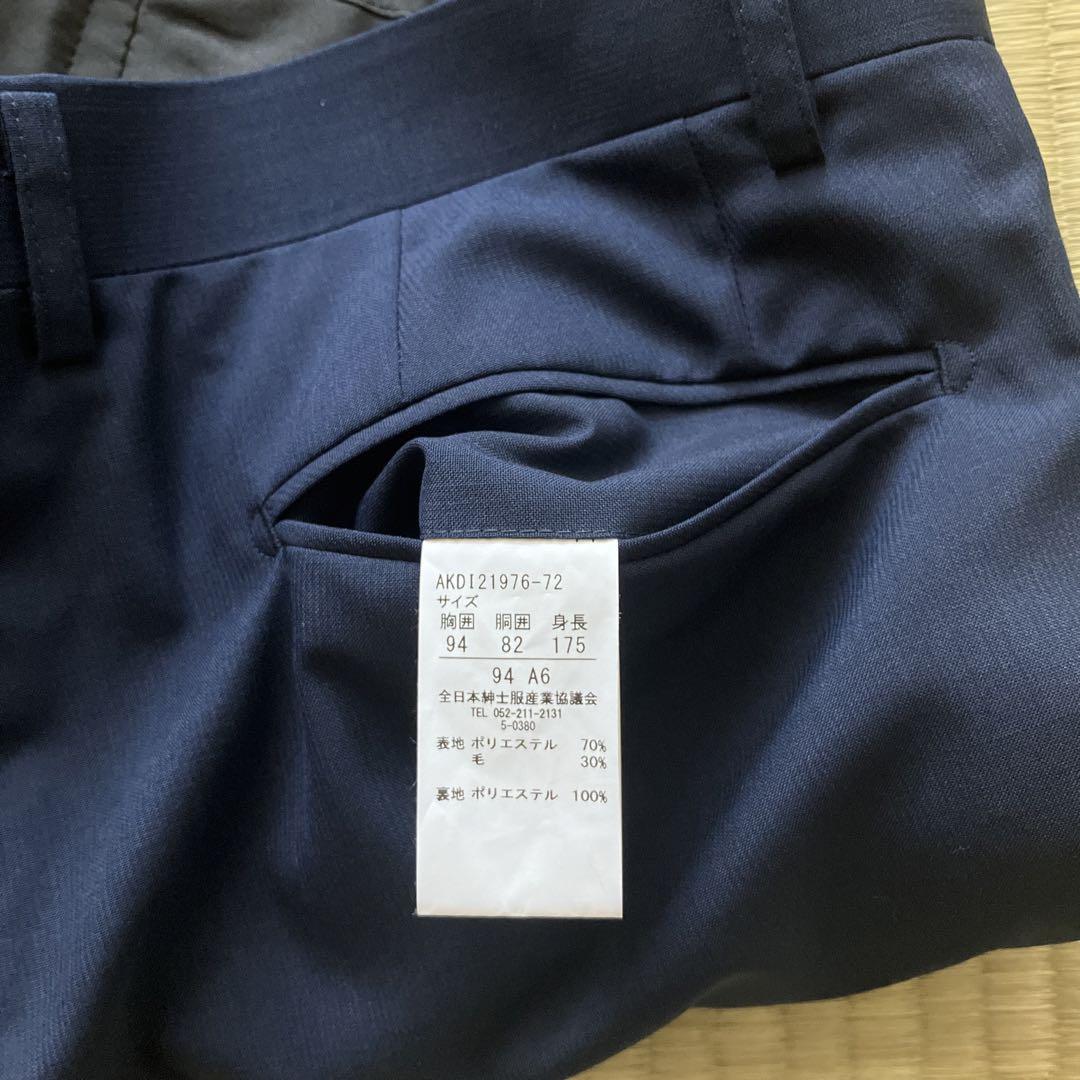 AKDI21976-72
サイズ
胸囲 胴囲 身長
94 82 175
94 A6
全日本紳士服産業協議会
TEL 052-211-2131
5-0380
表地 ポリエステル 70%
毛 30%
裏地 ポリエステル 100%